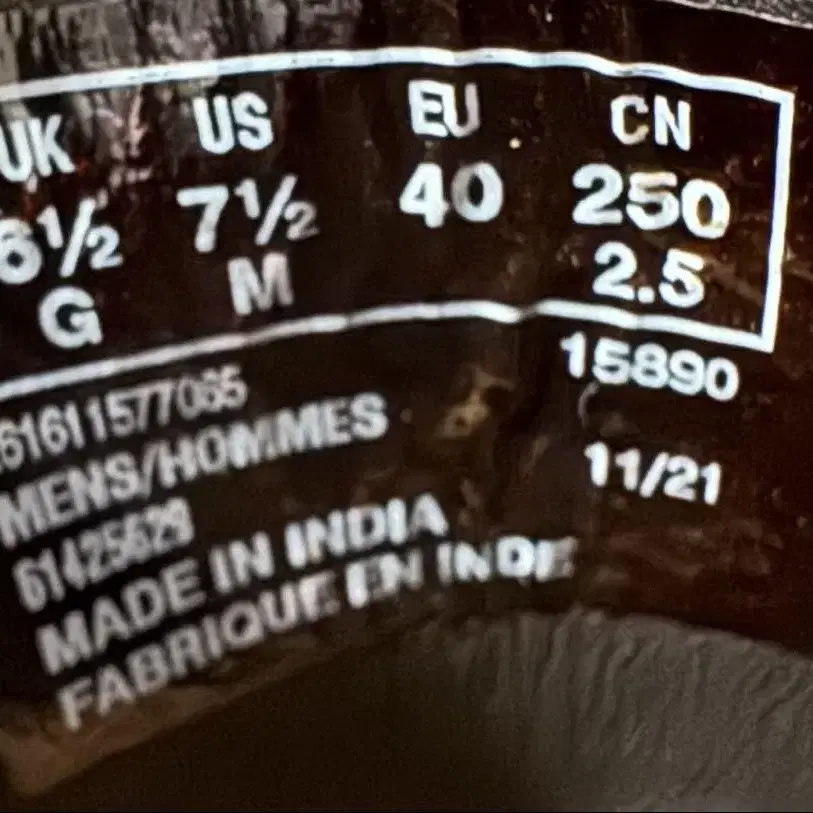 UK US EU CN
6½ 7½ 40 250
G M 2.5
61611577065 15890
MENS/HOMMES
61425629 11/21
MADE IN INDIA
FABRIQUE EN INDE